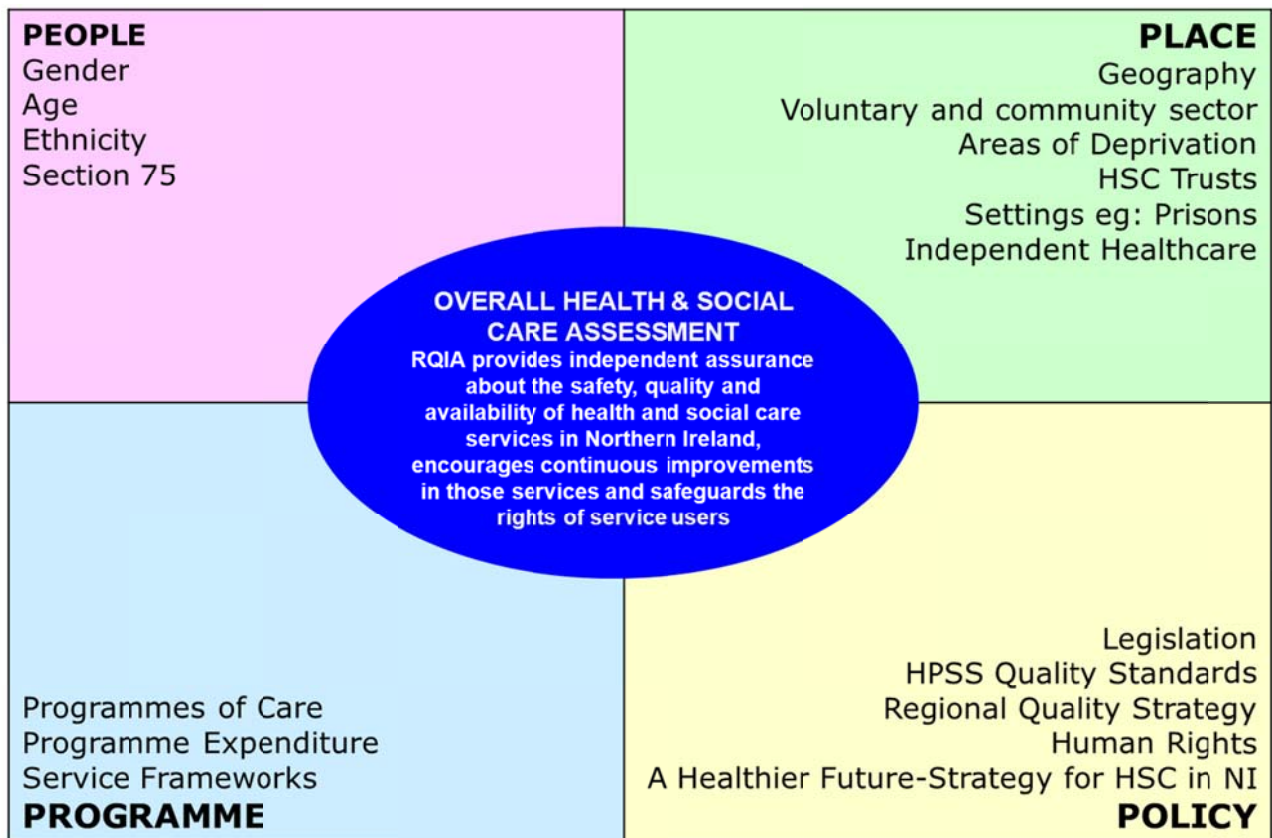 PEOPLE
Gender
Age
Ethnicity
Section 75
PLACE
Geography
Voluntary and community sector
Areas of Deprivation
HSC Trusts
Settings eg: Prisons
Independent Healthcare
OVERALL HEALTH & SOCIAL
CARE ASSESSMENT
RQIA provides independent assurance
about the safety, quality and
availability of health and social care
services in Northern Ireland,
encourages continuous improvements
in those services and safeguards the
rights of service users
Programmes of Care
Programme Expenditure
Service Frameworks
PROGRAMME
Legislation
HPSS Quality Standards
Regional Quality Strategy
Human Rights
A Healthier Future-Strategy for HSC in NI
POLICY